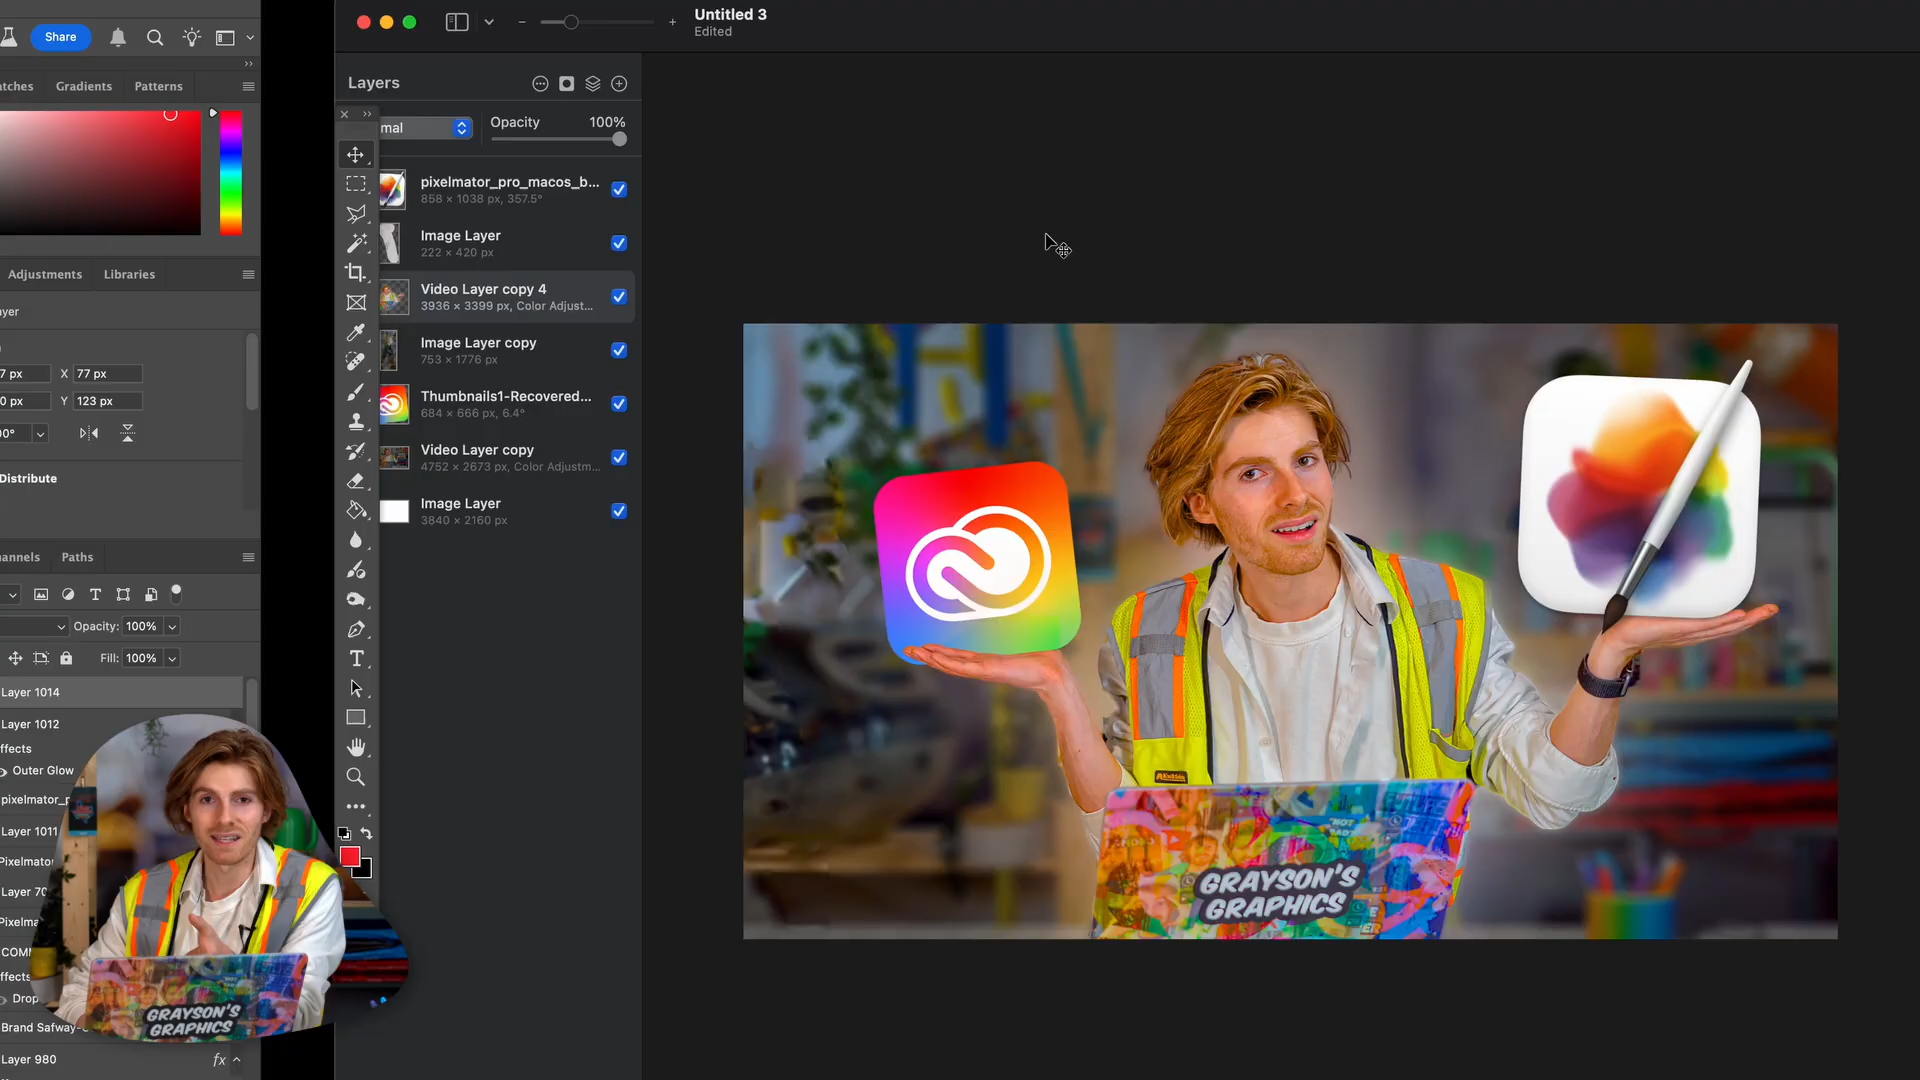 Share
Untitled 3
Edited
atches Gradients Patterns
Layers
mal
Opacity 100%
pixelmator_pro_macos_b...
858 × 1038 px, 357.5°
Image Layer
222 × 420 px
Video Layer copy 4
3936 × 3399 px, Color Adjust...
Image Layer copy
753 × 1776 px
Thumbnails1-Recovered...
684 × 666 px, 6.4°
Video Layer copy
4752 × 2673 px, Color Adjustm...
Image Layer
3840 × 2160 px
Adjustments Libraries
ayer
7 px X 77 px
0 px Y 123 px
00°
Distribute
annels Paths
Opacity: 100%
Fill: 100%
Layer 1014
Layer 1012
ffects
Outer Glow
pixelmator_p
Layer 1011
Pixelmator
Layer 70
Pixelma
COM
ffects
Drop
Brand Safway-
Layer 980
fx
GRAYSON'S
GRAPHICS
GRAYSON'S
GRAPHICS